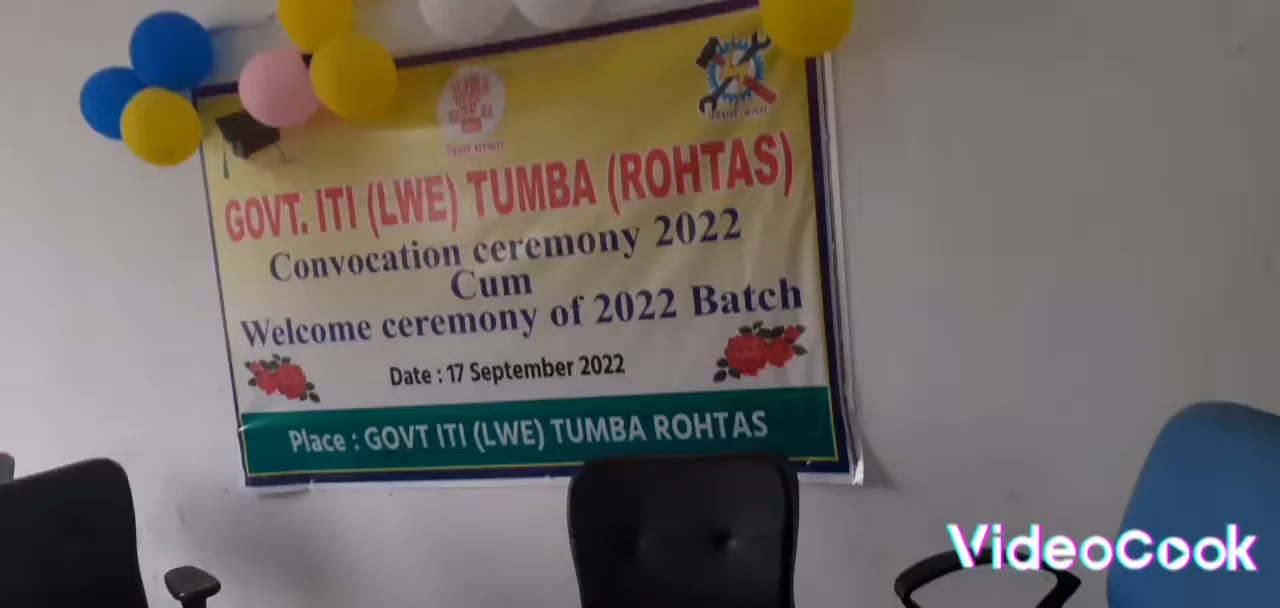 बिहार सरकार
GOVT. ITI (LWE) TUMBA (ROHTAS)
Convocation ceremony 2022
Cum
Welcome ceremony of 2022 Batch
Date : 17 September 2022
Place : GOVT ITI (LWE) TUMBA ROHTAS
VideoCook